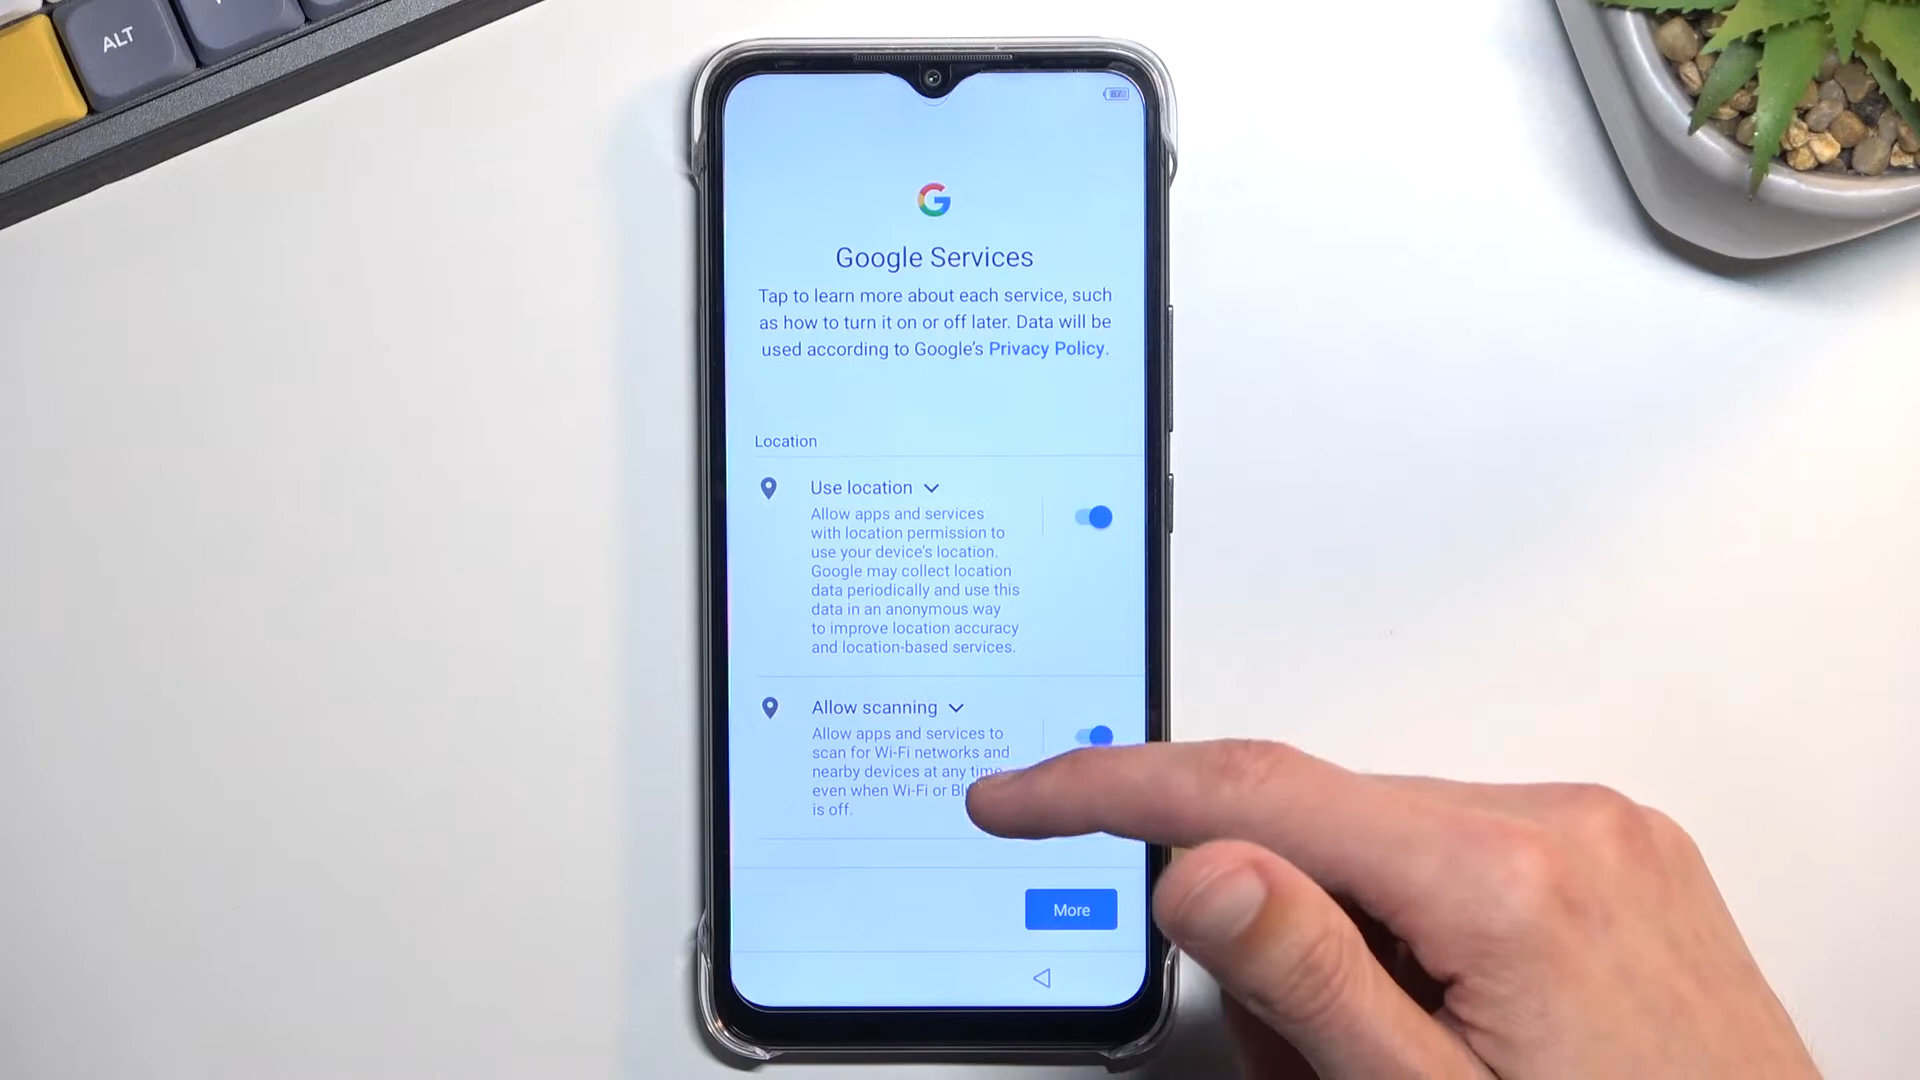 ALT
Google Services
Tap to learn more about each service, such
as how to turn it on or off later. Data will be
used according to Google's Privacy Policy.
Location
Use location
Allow apps and services
with location permission to
use your device's location.
Google may collect location
data periodically and use this
data in an anonymous way
to improve location accuracy
and location-based services.
Allow scanning
Allow apps and services to
scan for Wi-Fi networks and
nearby devices at any time
even when Wi-Fi or
is off.
More